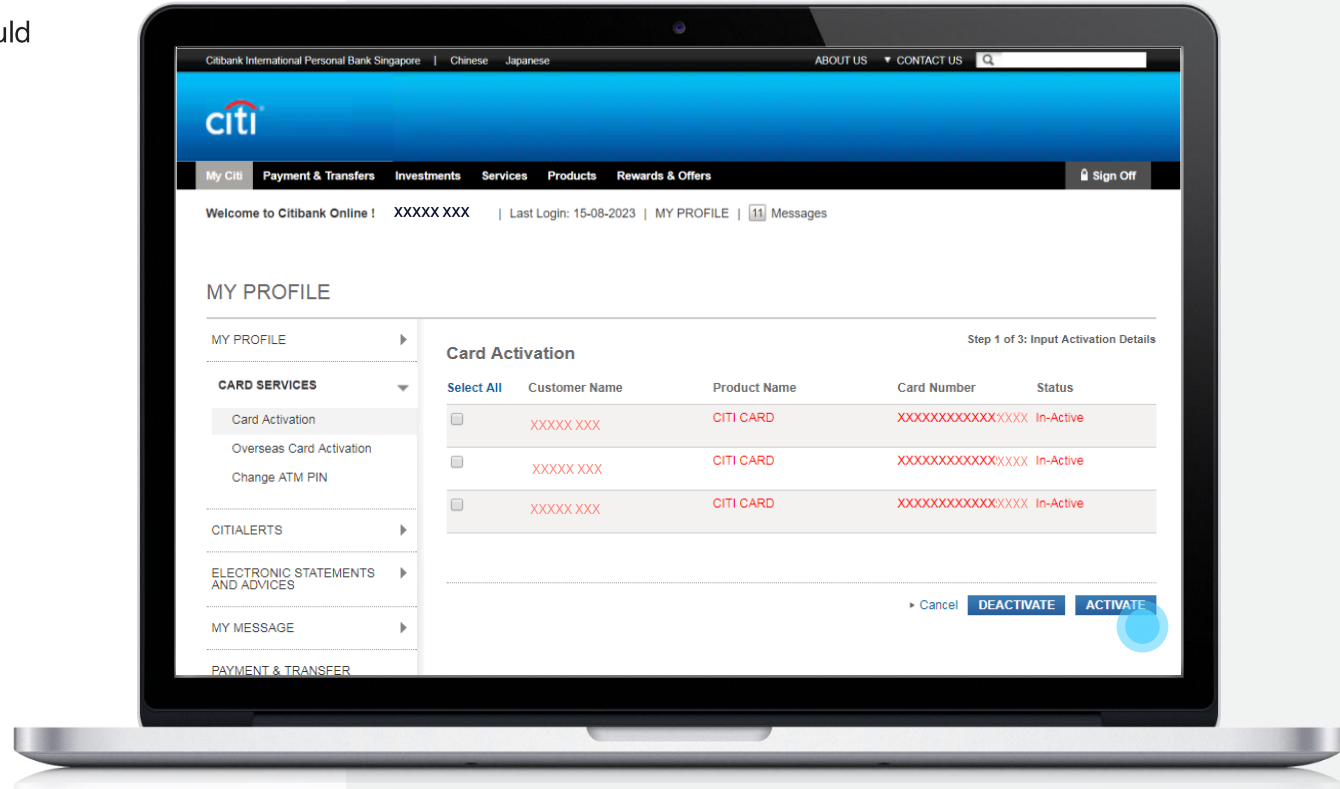 uld
Citibank International Personal Bank Singapore | Chinese Japanese ABOUT US ▼ CONTACT US
citi
My Citi Payment & Transfers Investments Services Products Rewards & Offers Sign Off
Welcome to Citibank Online ! XXXXX XXX | Last Login: 15-08-2023 | MY PROFILE | 11 Messages
MY PROFILE
MY PROFILE
CARD SERVICES
Card Activation
Overseas Card Activation
Change ATM PIN
CITIALERTS
ELECTRONIC STATEMENTS
AND ADVICES
MY MESSAGE
PAYMENT & TRANSFER
Step 1 of 3: Input Activation Details
Card Activation
Select All Customer Name Product Name Card Number Status
XXXXX XXX CITI CARD XXXXXXXXXXXXXXXX In-Active
XXXXX XXX CITI CARD XXXXXXXXXXXXXXXX In-Active
XXXXX XXX CITI CARD XXXXXXXXXXXXXXXX In-Active
Cancel DEACTIVATE ACTIVATE